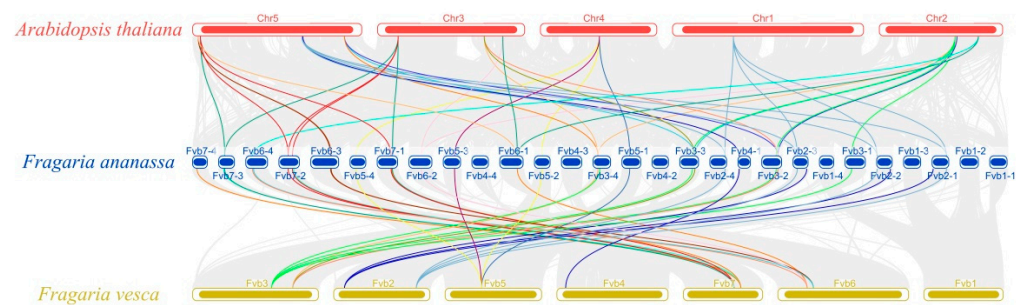 Chr5 Chr3 Chr4 Chr1 Chr2
Arabidopsis thaliana
Fvb7-4 Fvb6-4 Fvb6-3 Fvb7-1 Fvb5-3 Fvb6-1 Fvb4-3 Fvb5-1 Fvb3-3 Fvb4-1 Fvb2-3 Fvb3-1 Fvb1-3 Fvb1-2
Fragaria ananassa
Fvb7-3 Fvb7-2 Fvb5-4 Fvb6-2 Fvb4-4 Fvb5-2 Fvb3-4 Fvb4-2 Fvb2-4 Fvb3-2 Fvb1-4 Fvb2-2 Fvb2-1 Fvb1-1
Fvb3 Fvb2 Fvb5 Fvb4 Fvb6 Fvb1
Fragaria vesca